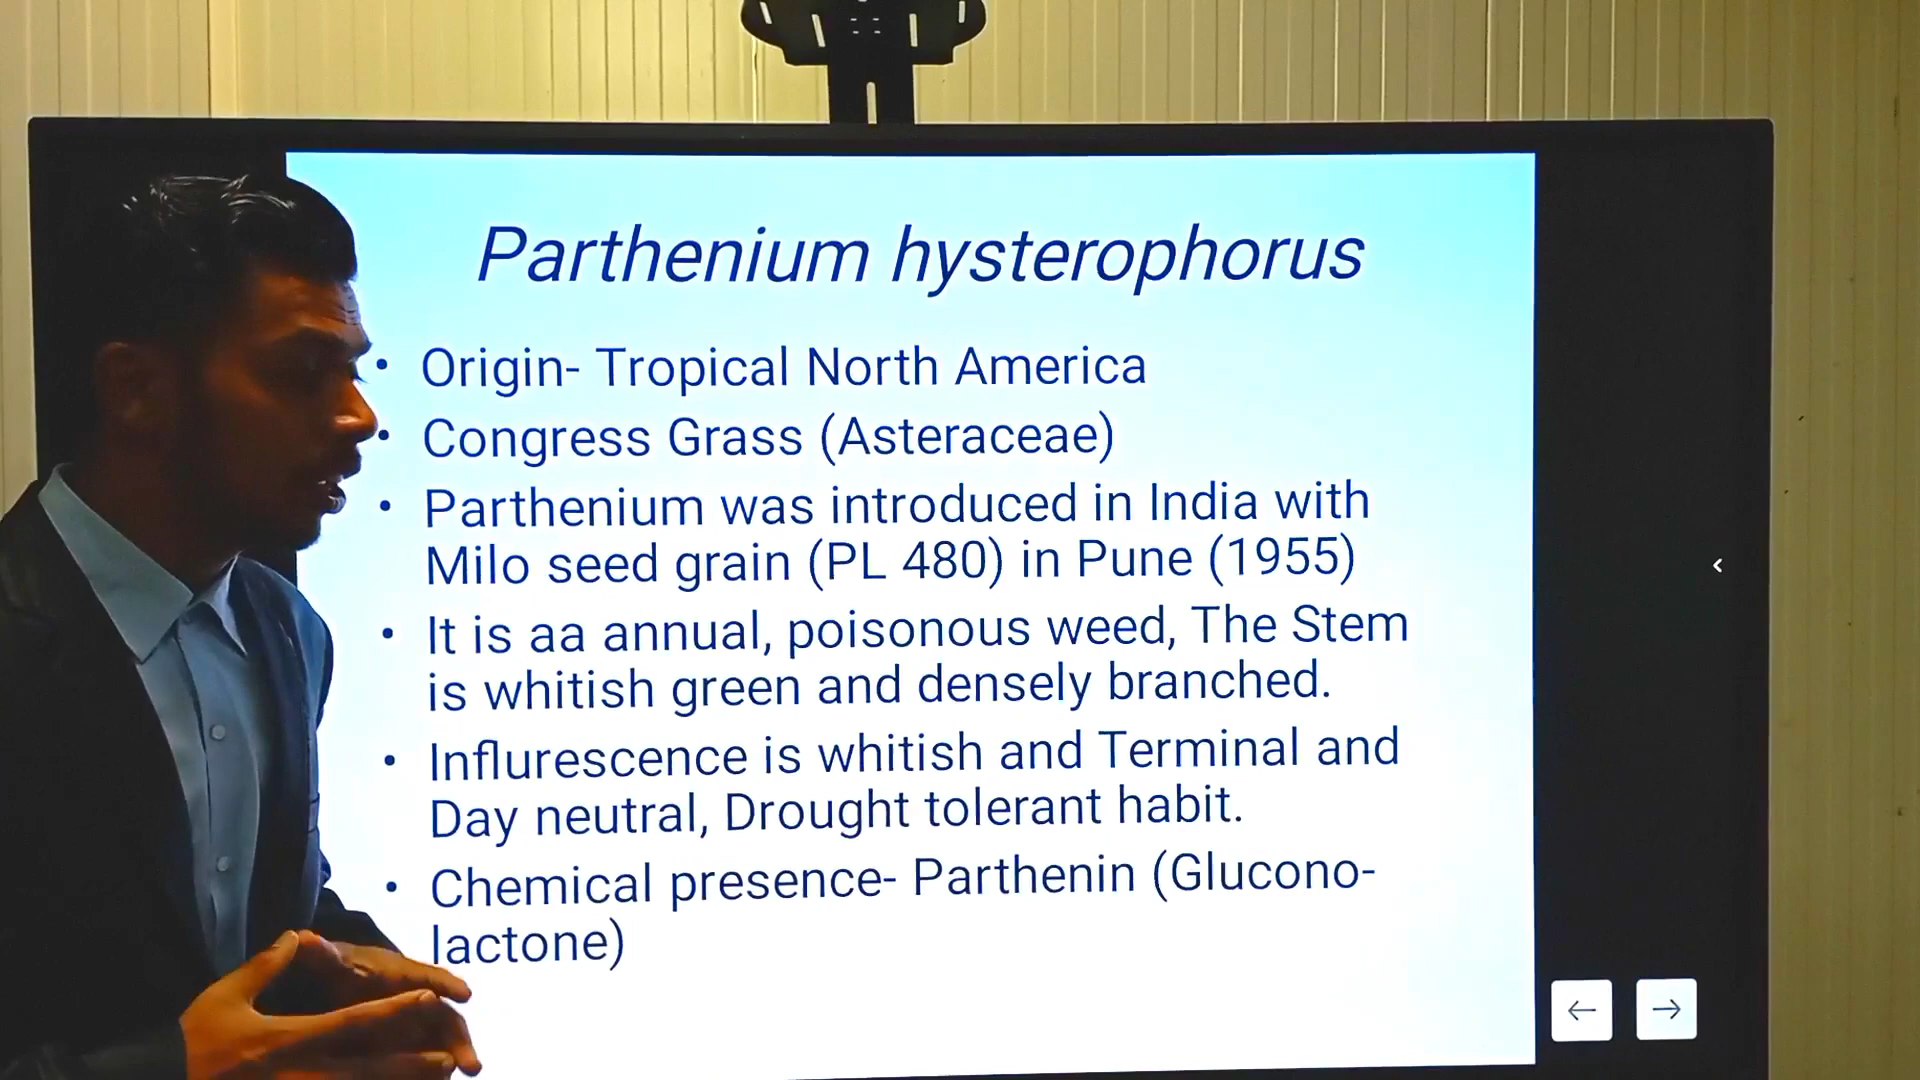 Parthenium hysterophorus
• Origin- Tropical North America
• Congress Grass (Asteraceae)
• Parthenium was introduced in India with
Milo seed grain (PL 480) in Pune (1955)
• It is aa annual, poisonous weed, The Stem
is whitish green and densely branched.
• Influrescence is whitish and Terminal and
Day neutral, Drought tolerant habit.
• Chemical presence- Parthenin (Glucono-
lactone)